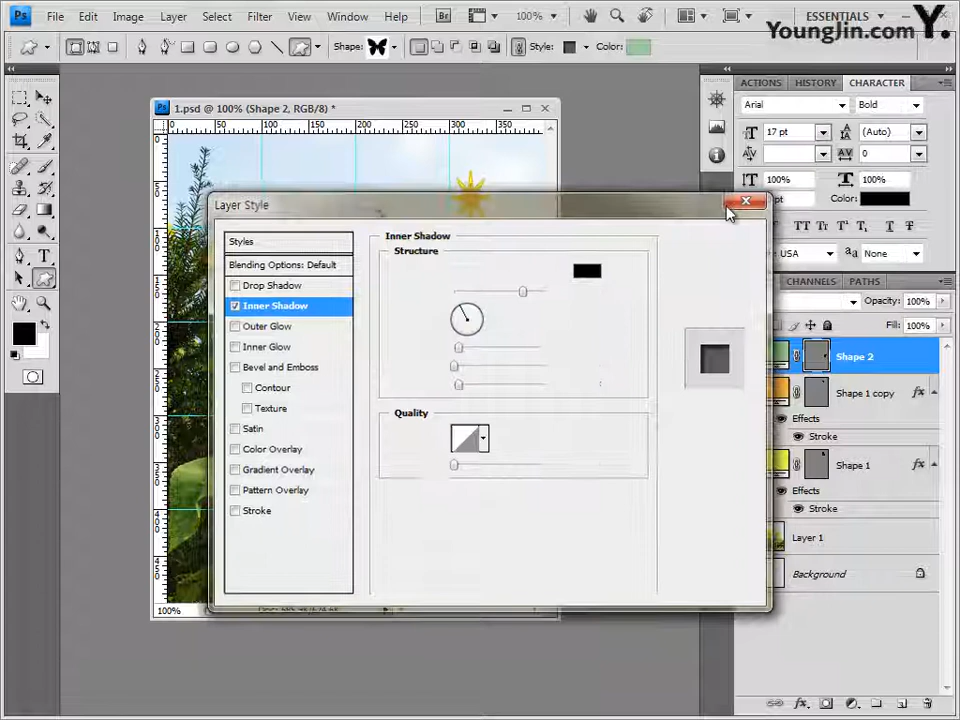 Ps File Edit Image Layer Select Filter View Window Help Br 100% ESSENTIALS
YoungJin.com Y.
Shape: Style: Color:
1.psd @ 100% (Shape 2, RGB/8) *
0 50 100 150 200 250 300 350
ACTIONS HISTORY CHARACTER
Arial Bold
17 pt (Auto)
0
100% 100%
Color:
USA None
CHANNELS PATHS
Opacity: 100%
Fill: 100%
Shape 2
Shape 1 copy fx
Effects
Stroke
Shape 1 fx
Effects
Stroke
Layer 1
Background
Layer Style
Styles
Blending Options: Default
Drop Shadow
Inner Shadow
Outer Glow
Inner Glow
Bevel and Emboss
Contour
Texture
Satin
Color Overlay
Gradient Overlay
Pattern Overlay
Stroke
Inner Shadow
Structure
Quality
100%